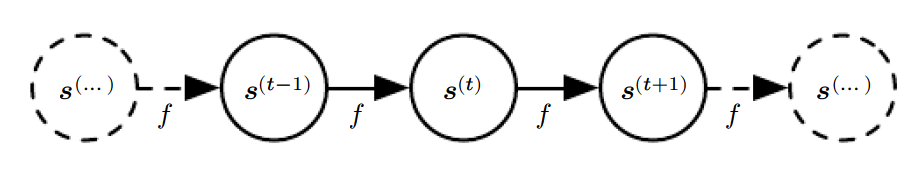 s^(...) s^(t−1) s^(t) s^(t+1) s^(...)
f f f f